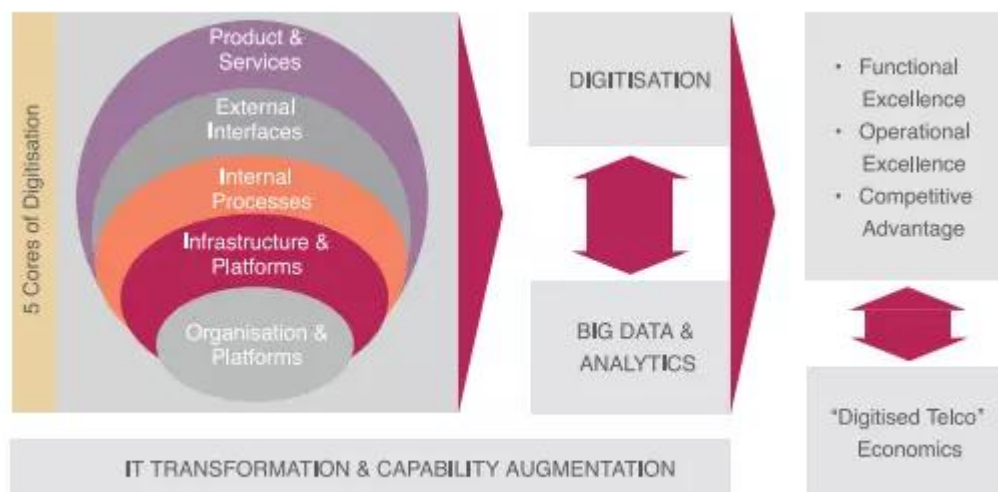 5 Cores of Digitisation
Product &
Services
External
Interfaces
Internal
Processes
Infrastructure &
Platforms
Organisation &
Platforms
DIGITISATION
BIG DATA &
ANALYTICS
• Functional
Excellence
• Operational
Excellence
• Competitive
Advantage
"Digitised Telco"
Economics
IT TRANSFORMATION & CAPABILITY AUGMENTATION